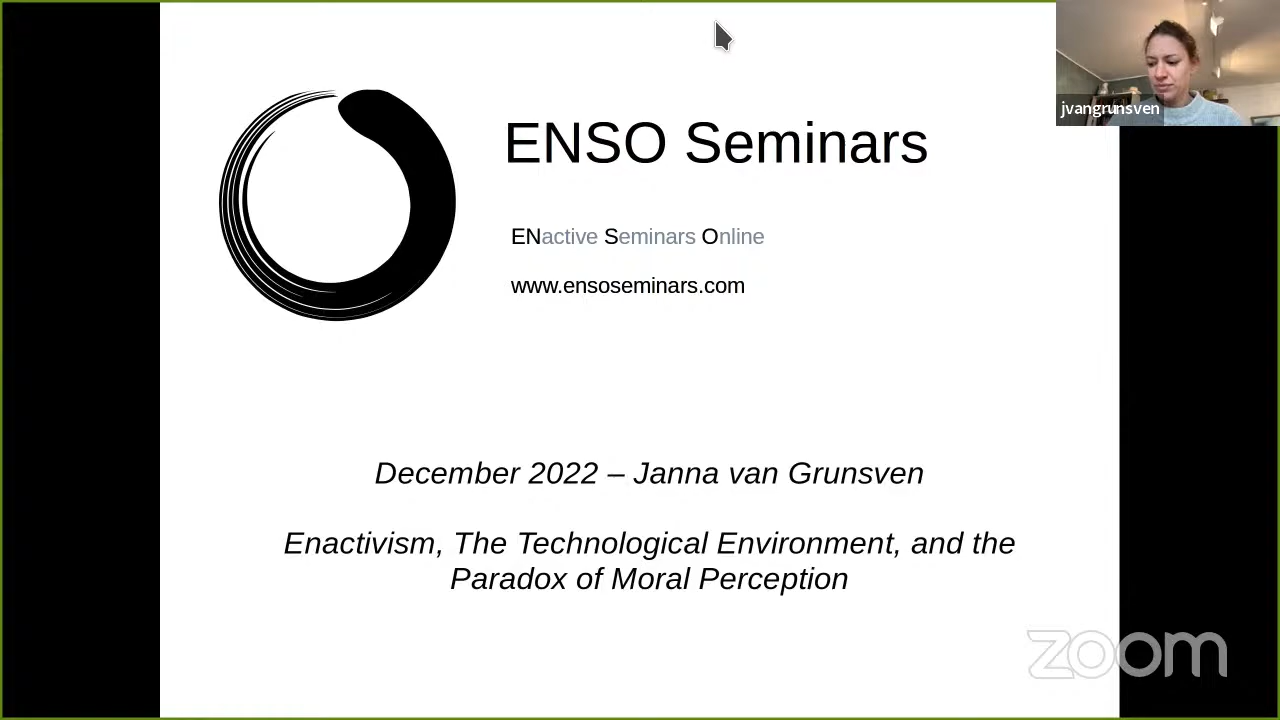 jvangrunsven
ENSO Seminars
ENactive Seminars Online
www.ensoseminars.com
December 2022 – Janna van Grunsven
Enactivism, The Technological Environment, and the
Paradox of Moral Perception
zoom